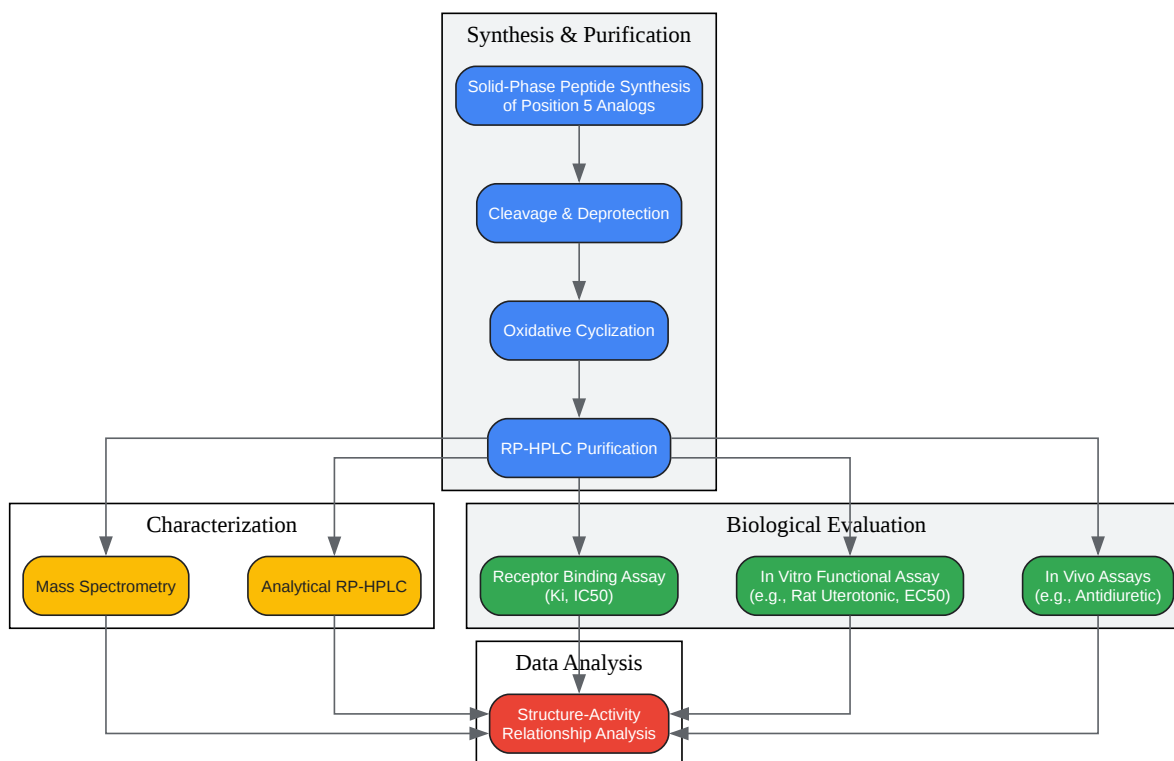 Synthesis & Purification
Solid-Phase Peptide Synthesis
of Position 5 Analogs
Cleavage & Deprotection
Oxidative Cyclization
RP-HPLC Purification
Characterization
Mass Spectrometry
Analytical RP-HPLC
Biological Evaluation
Receptor Binding Assay
(Ki, IC50)
In Vitro Functional Assay
(e.g., Rat Uterotonic, EC50)
In Vivo Assays
(e.g., Antidiuretic)
Data Analysis
Structure-Activity
Relationship Analysis